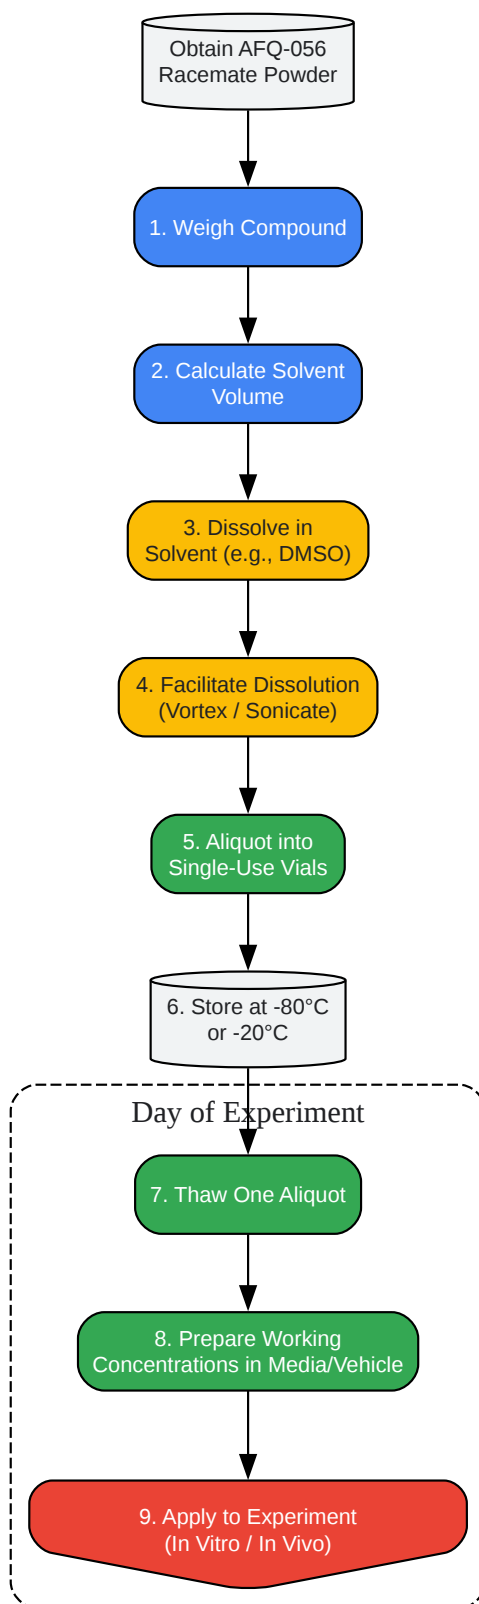 Obtain AFQ-056
Racemate Powder
1. Weigh Compound
2. Calculate Solvent
Volume
3. Dissolve in
Solvent (e.g., DMSO)
4. Facilitate Dissolution
(Vortex / Sonicate)
5. Aliquot into
Single-Use Vials
6. Store at -80°C
or -20°C
Day of Experiment
7. Thaw One Aliquot
8. Prepare Working
Concentrations in Media/Vehicle
9. Apply to Experiment
(In Vitro / In Vivo)